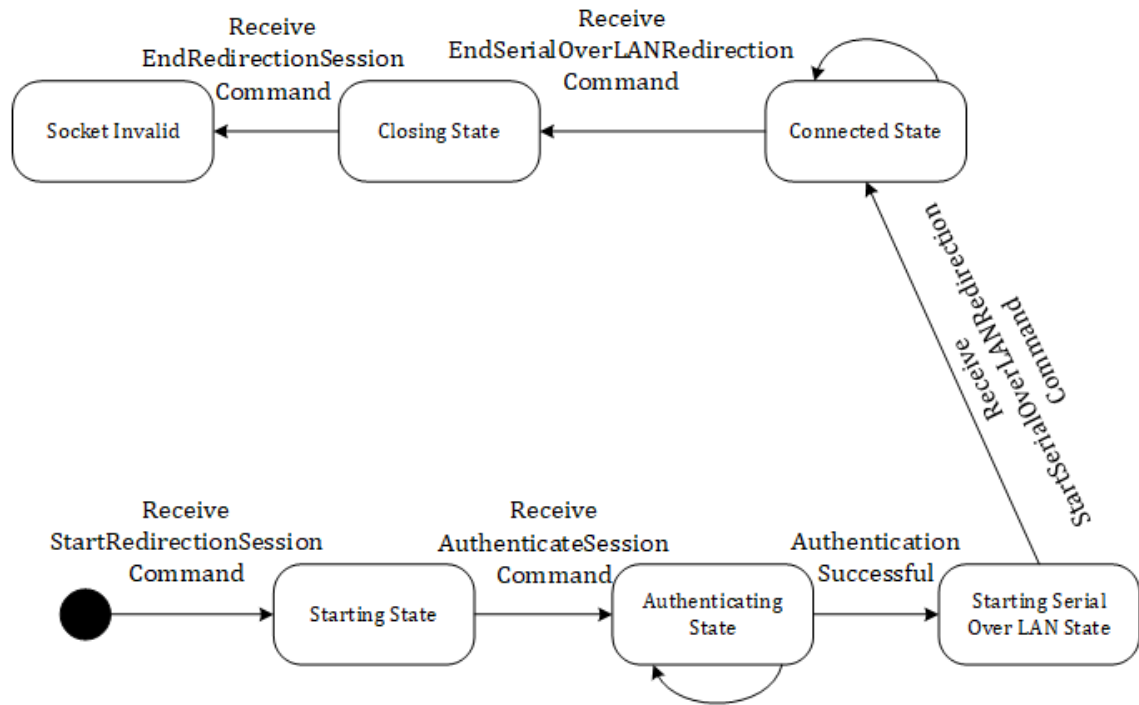 Receive
EndRedirectionSession
Command
Receive
EndSerialOverLANRedirection
Command
Socket Invalid
Closing State
Connected State
Receive
StartSerialOverLANRedirection
Command
Receive
StartRedirectionSession
Command
Receive
AuthenticateSession
Command
Authentication
Successful
Starting State
Authenticating
State
Starting Serial
Over LAN State